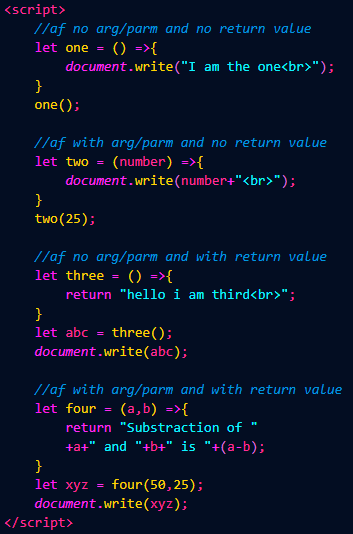 <script>
//af no arg/parm and no return value
let one = () =>{
document.write("I am the one<br>");
}
one();
//af with arg/parm and no return value
let two = (number) =>{
document.write(number+"<br>");
}
two(25);
//af no arg/parm and with return value
let three = () =>{
return "hello i am third<br>";
}
let abc = three();
document.write(abc);
//af with arg/parm and with return value
let four = (a,b) =>{
return "Substraction of "
+a+" and "+b+" is "+(a-b);
}
let xyz = four(50,25);
document.write(xyz);
</script>